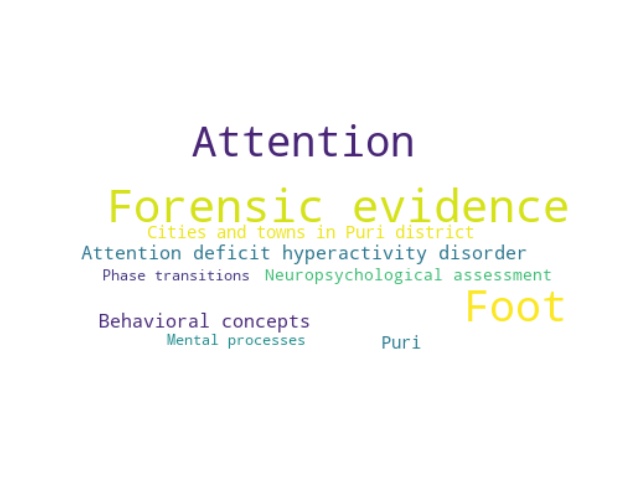 Attention
Forensic evidence
Cities and towns in Puri district
Attention deficit hyperactivity disorder
Phase transitions Neuropsychological assessment
Foot
Behavioral concepts
Mental processes Puri